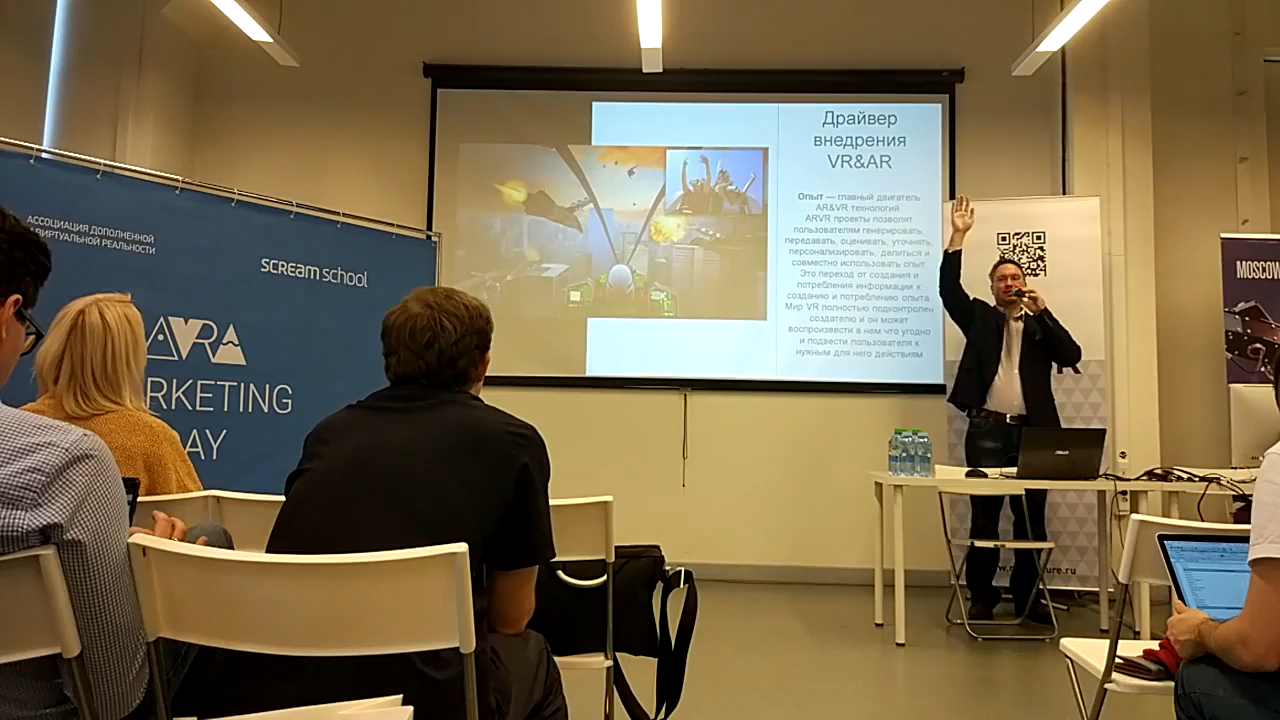 АССОЦИАЦИЯ ДОПОЛНЕННОЙ
ВИРТУАЛЬНОЙ РЕАЛЬНОСТИ
SCREAM school
AVRA
RKETING
AY
Драйвер
внедрения
VR&AR
Опыт — главный двигатель
AR&VR технологий.
ARVR проекты позволят
пользователям генерировать,
передавать, оценивать, уточнять,
персонализировать, делиться и
совместно использовать опыт
Это переход от создания и
потребления информации к
созданию и потреблению опыта
Мир VR полностью подконтролен
создателю и он может
воспроизвести в нем что угодно
и подвести пользователя к
нужным для него действиям
ASUS
ure.ru
MOSCOW